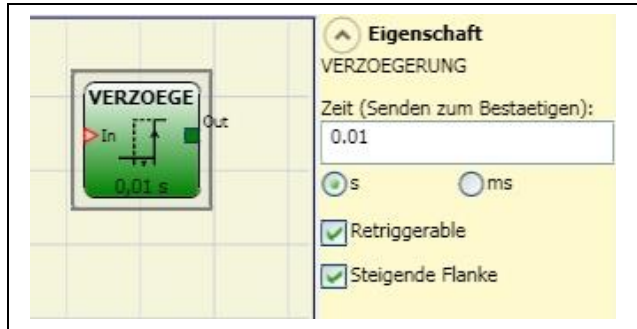 VERZOEGE
In
Out
0,01 s
Eigenschaft
VERZOEGERUNG
Zeit (Senden zum Bestaetigen):
0.01
s ms
Retriggerable
Steigende Flanke